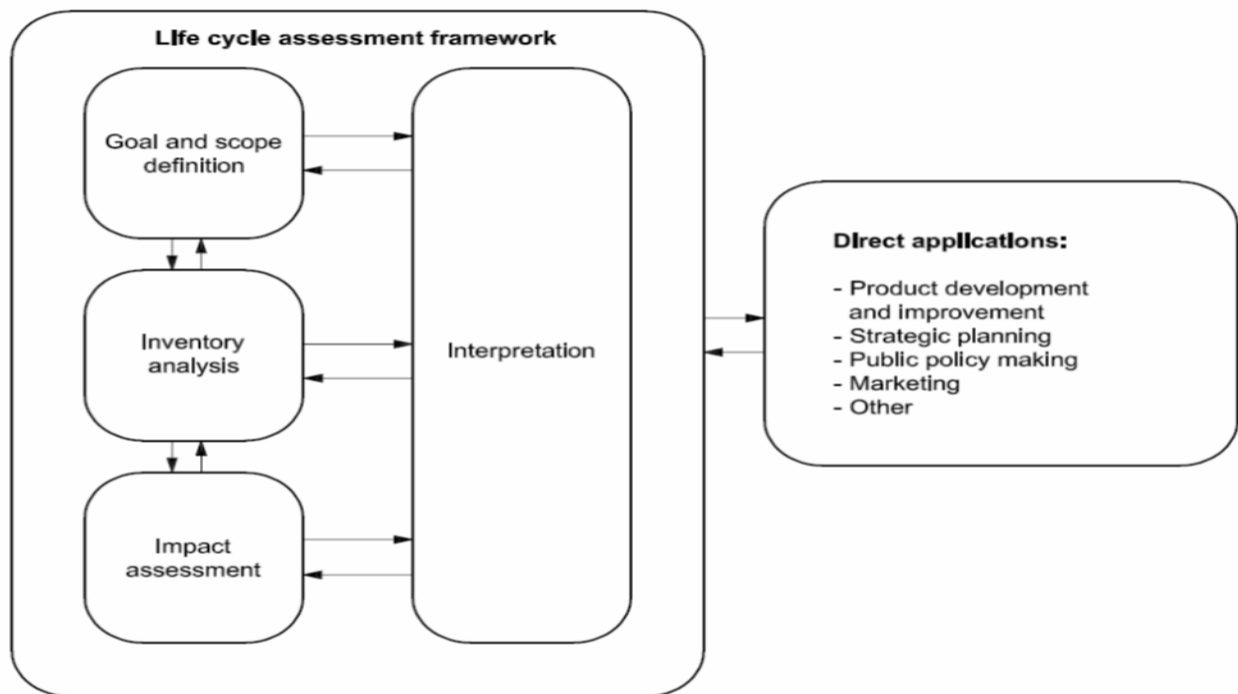 Life cycle assessment framework
Goal and scope
definition
Inventory
analysis
Impact
assessment
Interpretation
Direct applications:
- Product development
and improvement
- Strategic planning
- Public policy making
- Marketing
- Other